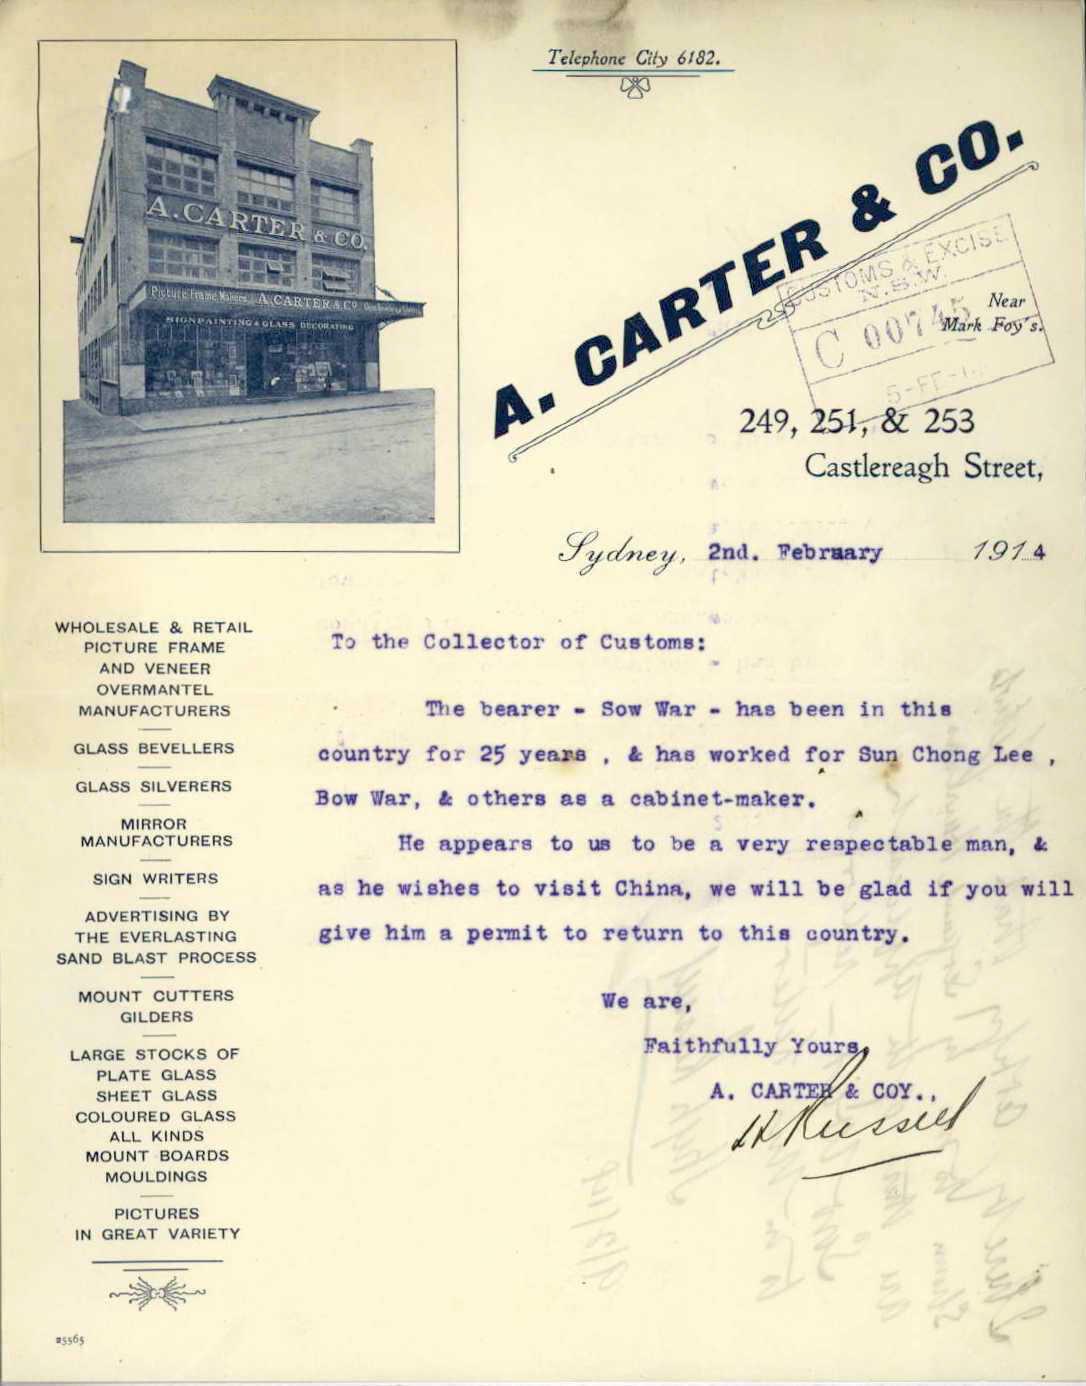 Telephone City 6182.
A. CARTER & CO.
A. CARTER & CO.
Picture Frame Makers A. CARTER & CO
SIGNPAINTING & GLASS DECORATING
CUSTOMS & EXCISE
N.S.W.
C 00745
Near
Mark Foy's.
249, 251, & 253
Castlereagh Street,
Sydney, 2nd. February 1914
WHOLESALE & RETAIL
PICTURE FRAME
AND VENEER
OVERMANTEL
MANUFACTURERS
GLASS BEVELLERS
GLASS SILVERERS
MIRROR
MANUFACTURERS
SIGN WRITERS
ADVERTISING BY
THE EVERLASTING
SAND BLAST PROCESS
MOUNT CUTTERS
GILDERS
LARGE STOCKS OF
PLATE GLASS
SHEET GLASS
COLOURED GLASS
ALL KINDS
MOUNT BOARDS
MOULDINGS
PICTURES
IN GREAT VARIETY
25565
To the Collector of Customs:
The bearer - Sow War - has been in this
country for 25 years , & has worked for Sun Chong Lee ,
Bow War, & others as a cabinet-maker.
He appears to us to be a very respectable man, &
as he wishes to visit China, we will be glad if you will
give him a permit to return to this country.
We are,
Faithfully Yours,
A. CARTER & COY.,
H Russell